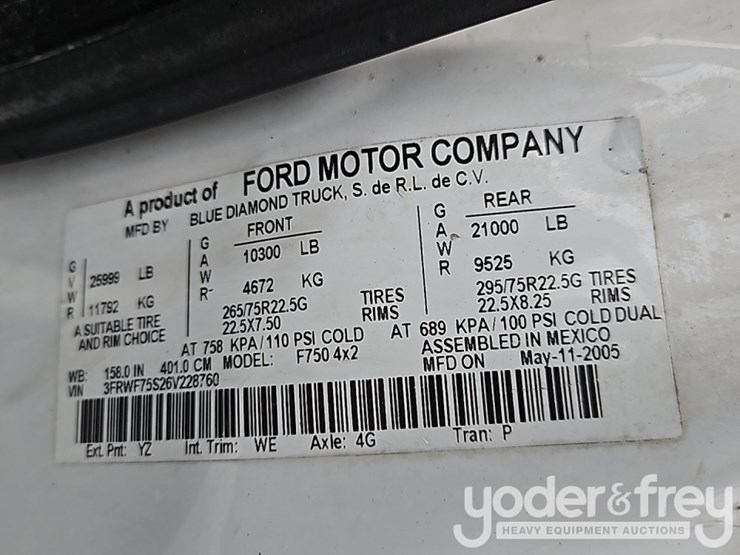 A product of FORD MOTOR COMPANY
MFD BY BLUE DIAMOND TRUCK, S. de R.L. de C.V.
GVWR 25999 LB
11792 KG
A SUITABLE TIRE
AND RIM CHOICE
GAWR- FRONT
10300 LB
4672 KG
265/75R22.5G TIRES
22.5X7.50 RIMS
AT 758 KPA/110 PSI COLD
GAWR REAR
21000 LB
9525 KG
295/75R22.5G TIRES
22.5X8.25 RIMS
AT 689 KPA/100 PSI COLD DUAL
WB: 158.0 IN 401.0 CM MODEL: F750 4x2
ASSEMBLED IN MEXICO
MFD ON May-11-2005
VIN 3FRWF75S26V228760
Ext. Pnt: YZ Int. Trim: WE Axle: 4G Tran: P
yoder&frey
HEAVY EQUIPMENT AUCTIONS